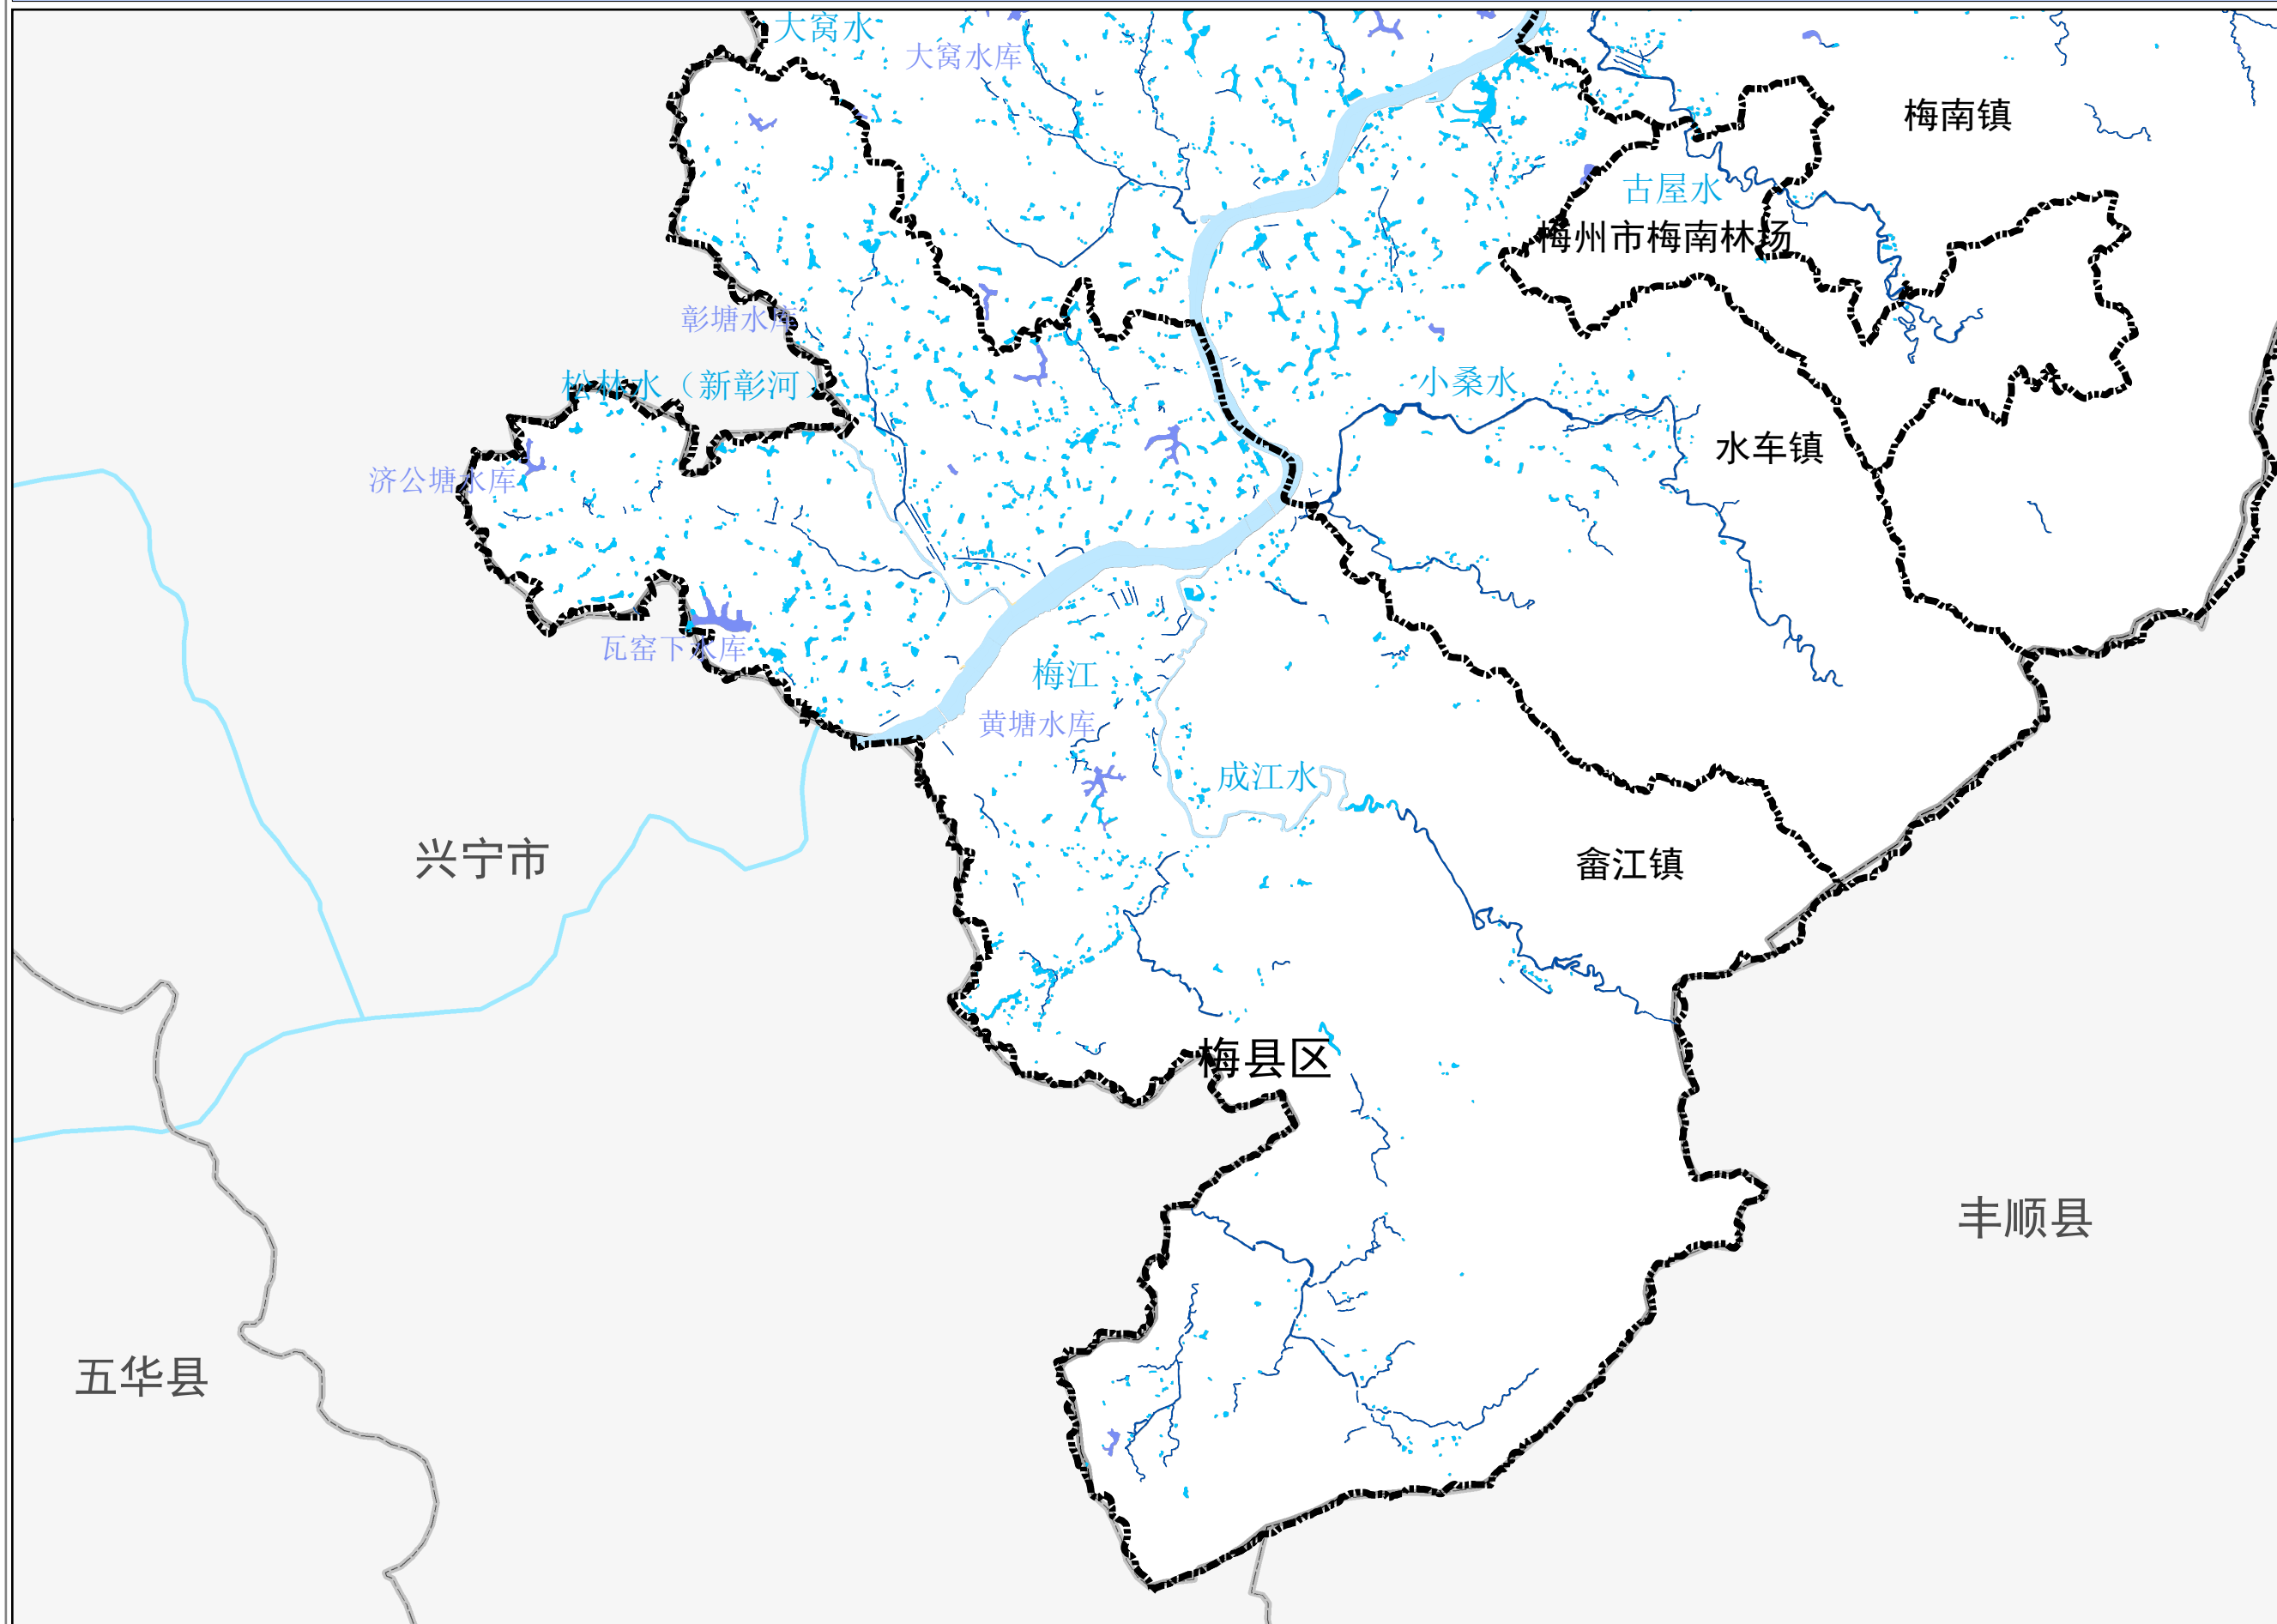 大窝水
大窝水库
梅南镇
古屋水
梅州市梅南林场
彰塘水库
松林水（新彰河）
小桑水
水车镇
济公塘水库
瓦窑下水库
梅江
黄塘水库
成江水
兴宁市
畲江镇
梅县区
丰顺县
五华县